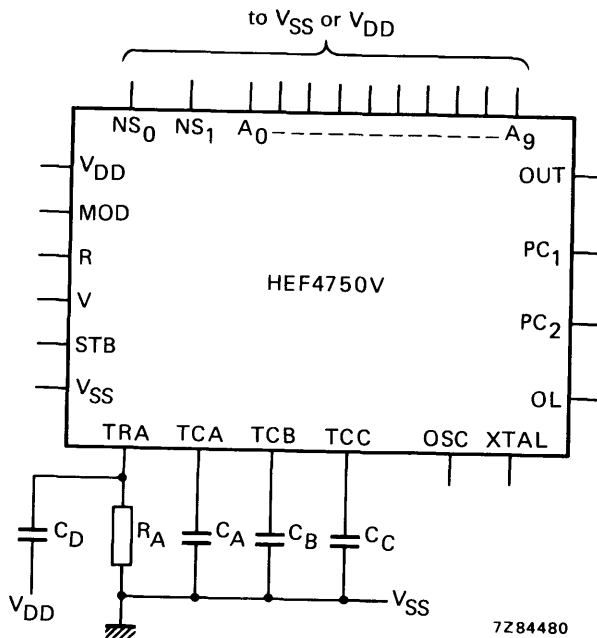 to VSS or VDD
NS0 NS1 A0 A9
VDD
OUT
MOD
R
PC1
HEF4750V
V
PC2
STB
VSS
OL
TRA TCA TCB TCC OSC XTAL
CD RA CA CB CC
VDD
VSS
7Z84480